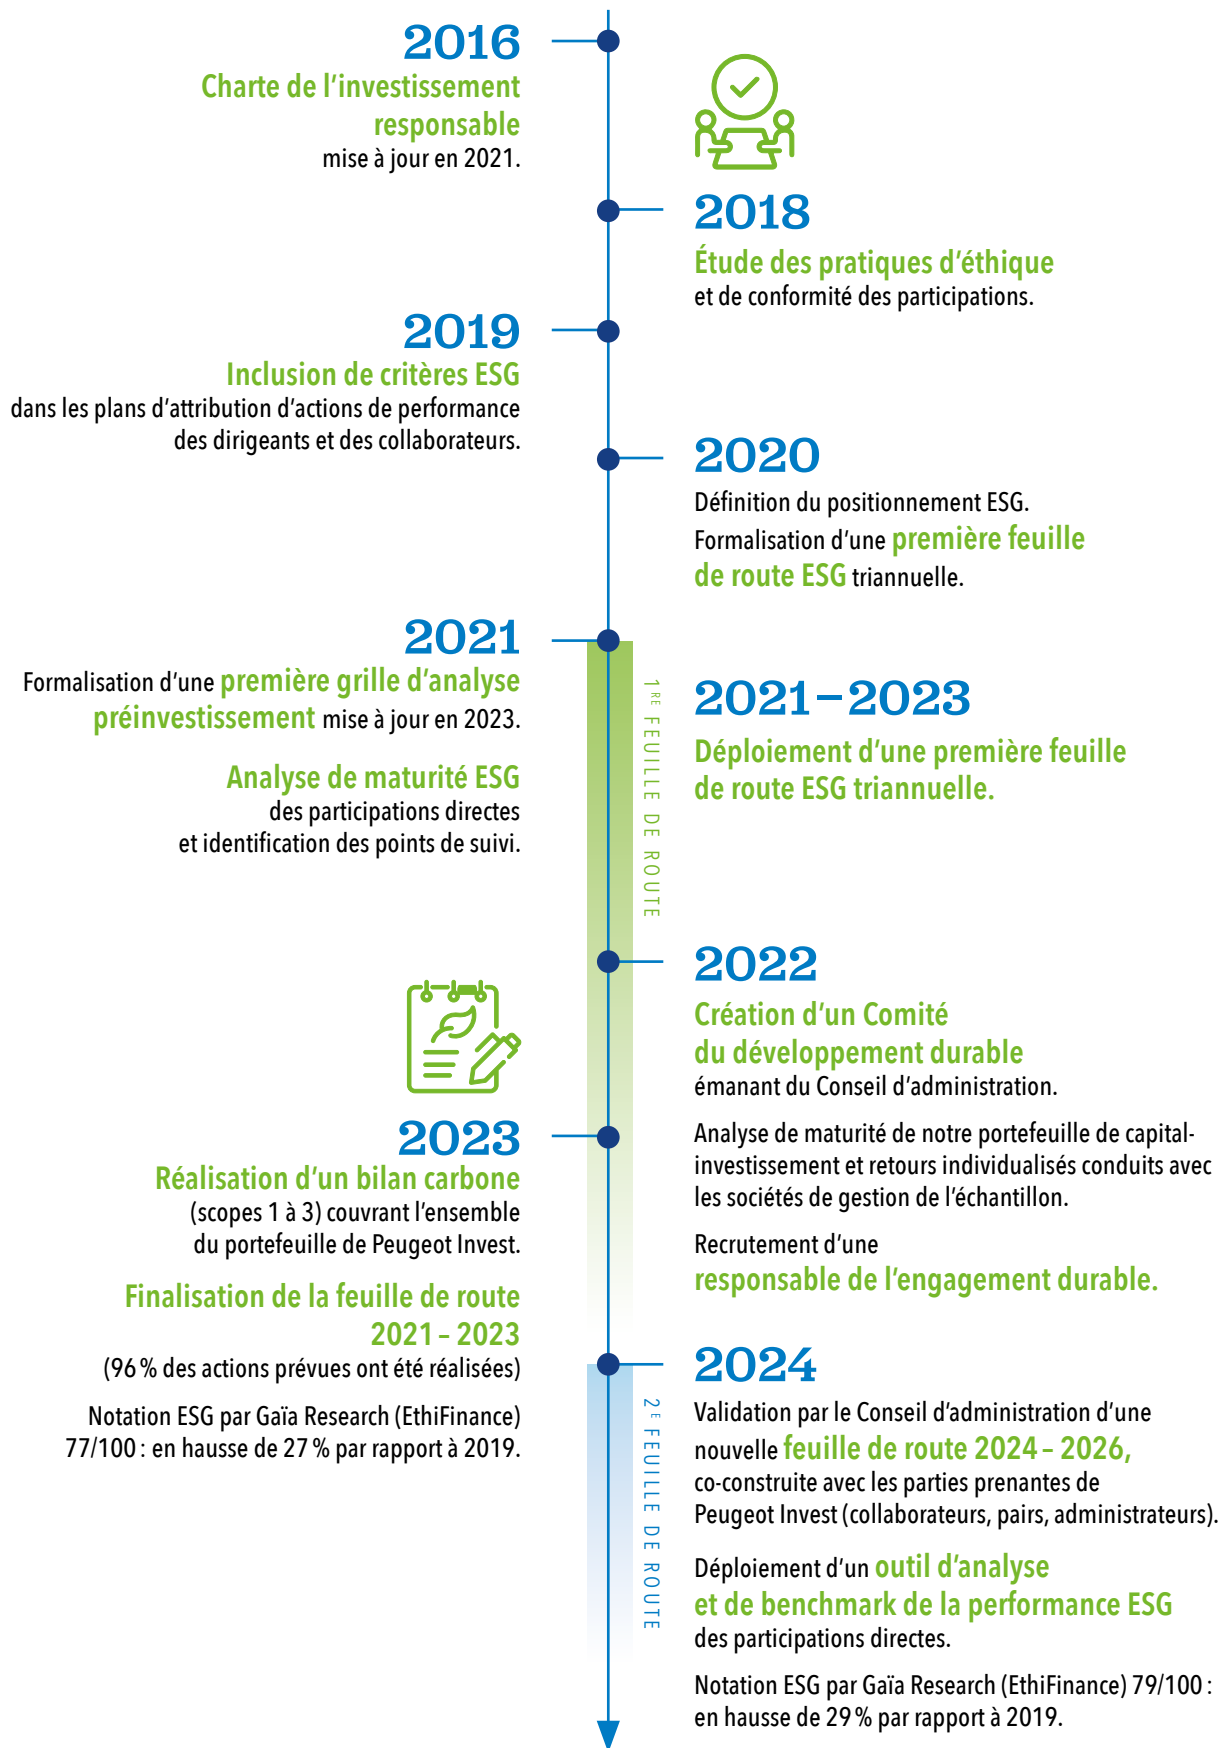 2016
Charte de l’investissement
responsable
mise à jour en 2021.
2018
Étude des pratiques d’éthique
et de conformité des participations.
2019
Inclusion de critères ESG
dans les plans d’attribution d’actions de performance
des dirigeants et des collaborateurs.
2020
Définition du positionnement ESG.
Formalisation d’une première feuille
de route ESG triannuelle.
2021
Formalisation d’une première grille d’analyse
préinvestissement mise à jour en 2023.
Analyse de maturité ESG
des participations directes
et identification des points de suivi.
1RE FEUILLE DE ROUTE
2021–2023
Déploiement d’une première feuille
de route ESG triannuelle.
2022
Création d’un Comité
du développement durable
émanant du Conseil d’administration.
Analyse de maturité de notre portefeuille de capital-
investissement et retours individualisés conduits avec
les sociétés de gestion de l’échantillon.
Recrutement d’une
responsable de l’engagement durable.
2023
Réalisation d’un bilan carbone
(scopes 1 à 3) couvrant l’ensemble
du portefeuille de Peugeot Invest.
Finalisation de la feuille de route
2021 – 2023
(96 % des actions prévues ont été réalisées)
Notation ESG par Gaïa Research (EthiFinance)
77/100 : en hausse de 27 % par rapport à 2019.
2E FEUILLE DE ROUTE
2024
Validation par le Conseil d’administration d’une
nouvelle feuille de route 2024 – 2026,
co-construite avec les parties prenantes de
Peugeot Invest (collaborateurs, pairs, administrateurs).
Déploiement d’un outil d’analyse
et de benchmark de la performance ESG
des participations directes.
Notation ESG par Gaïa Research (EthiFinance) 79/100 :
en hausse de 29 % par rapport à 2019.